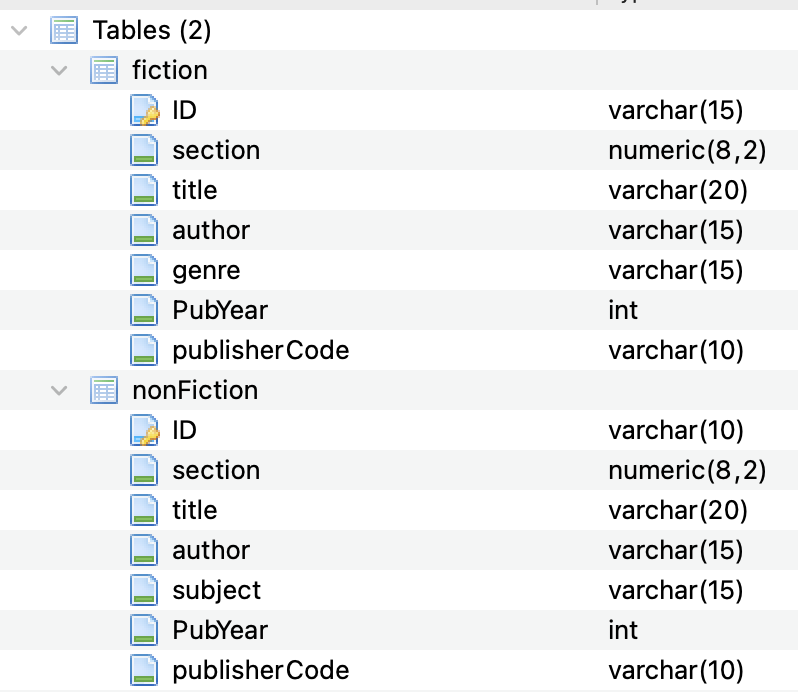 Tables (2)
fiction
ID varchar(15)
section numeric(8,2)
title varchar(20)
author varchar(15)
genre varchar(15)
PubYear int
publisherCode varchar(10)
nonFiction
ID varchar(10)
section numeric(8,2)
title varchar(20)
author varchar(15)
subject varchar(15)
PubYear int
publisherCode varchar(10)